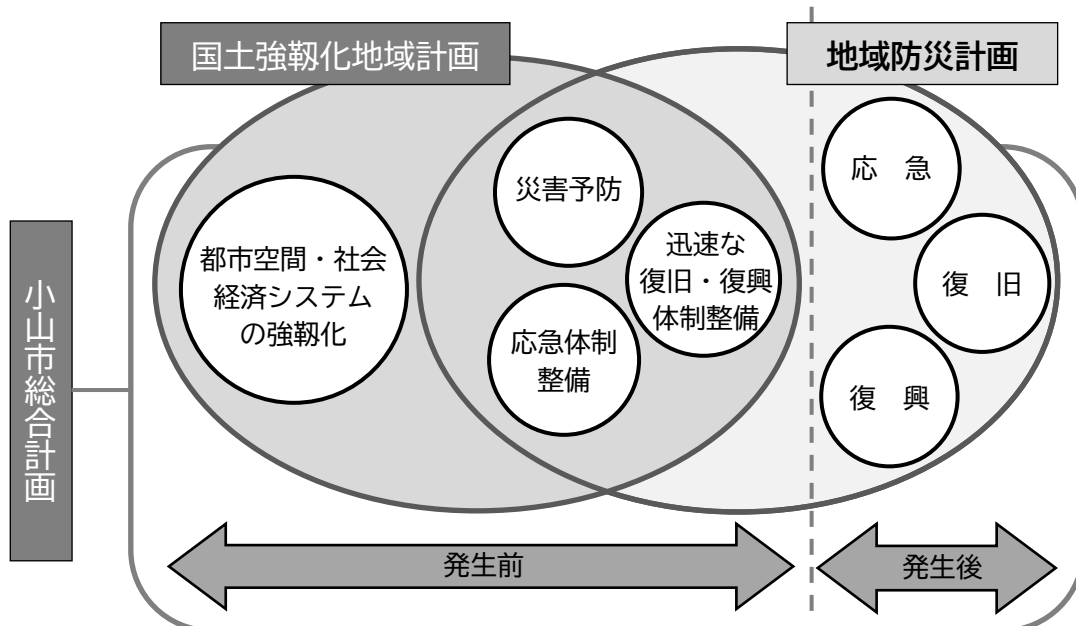 国土強靱化地域計画
地域防災計画
小山市総合計画
都市空間・社会
経済システム
の強靱化
災害予防
迅速な
復旧・復興
体制整備
応急体制
整備
応　急
復　旧
復　興
発生前
発生後